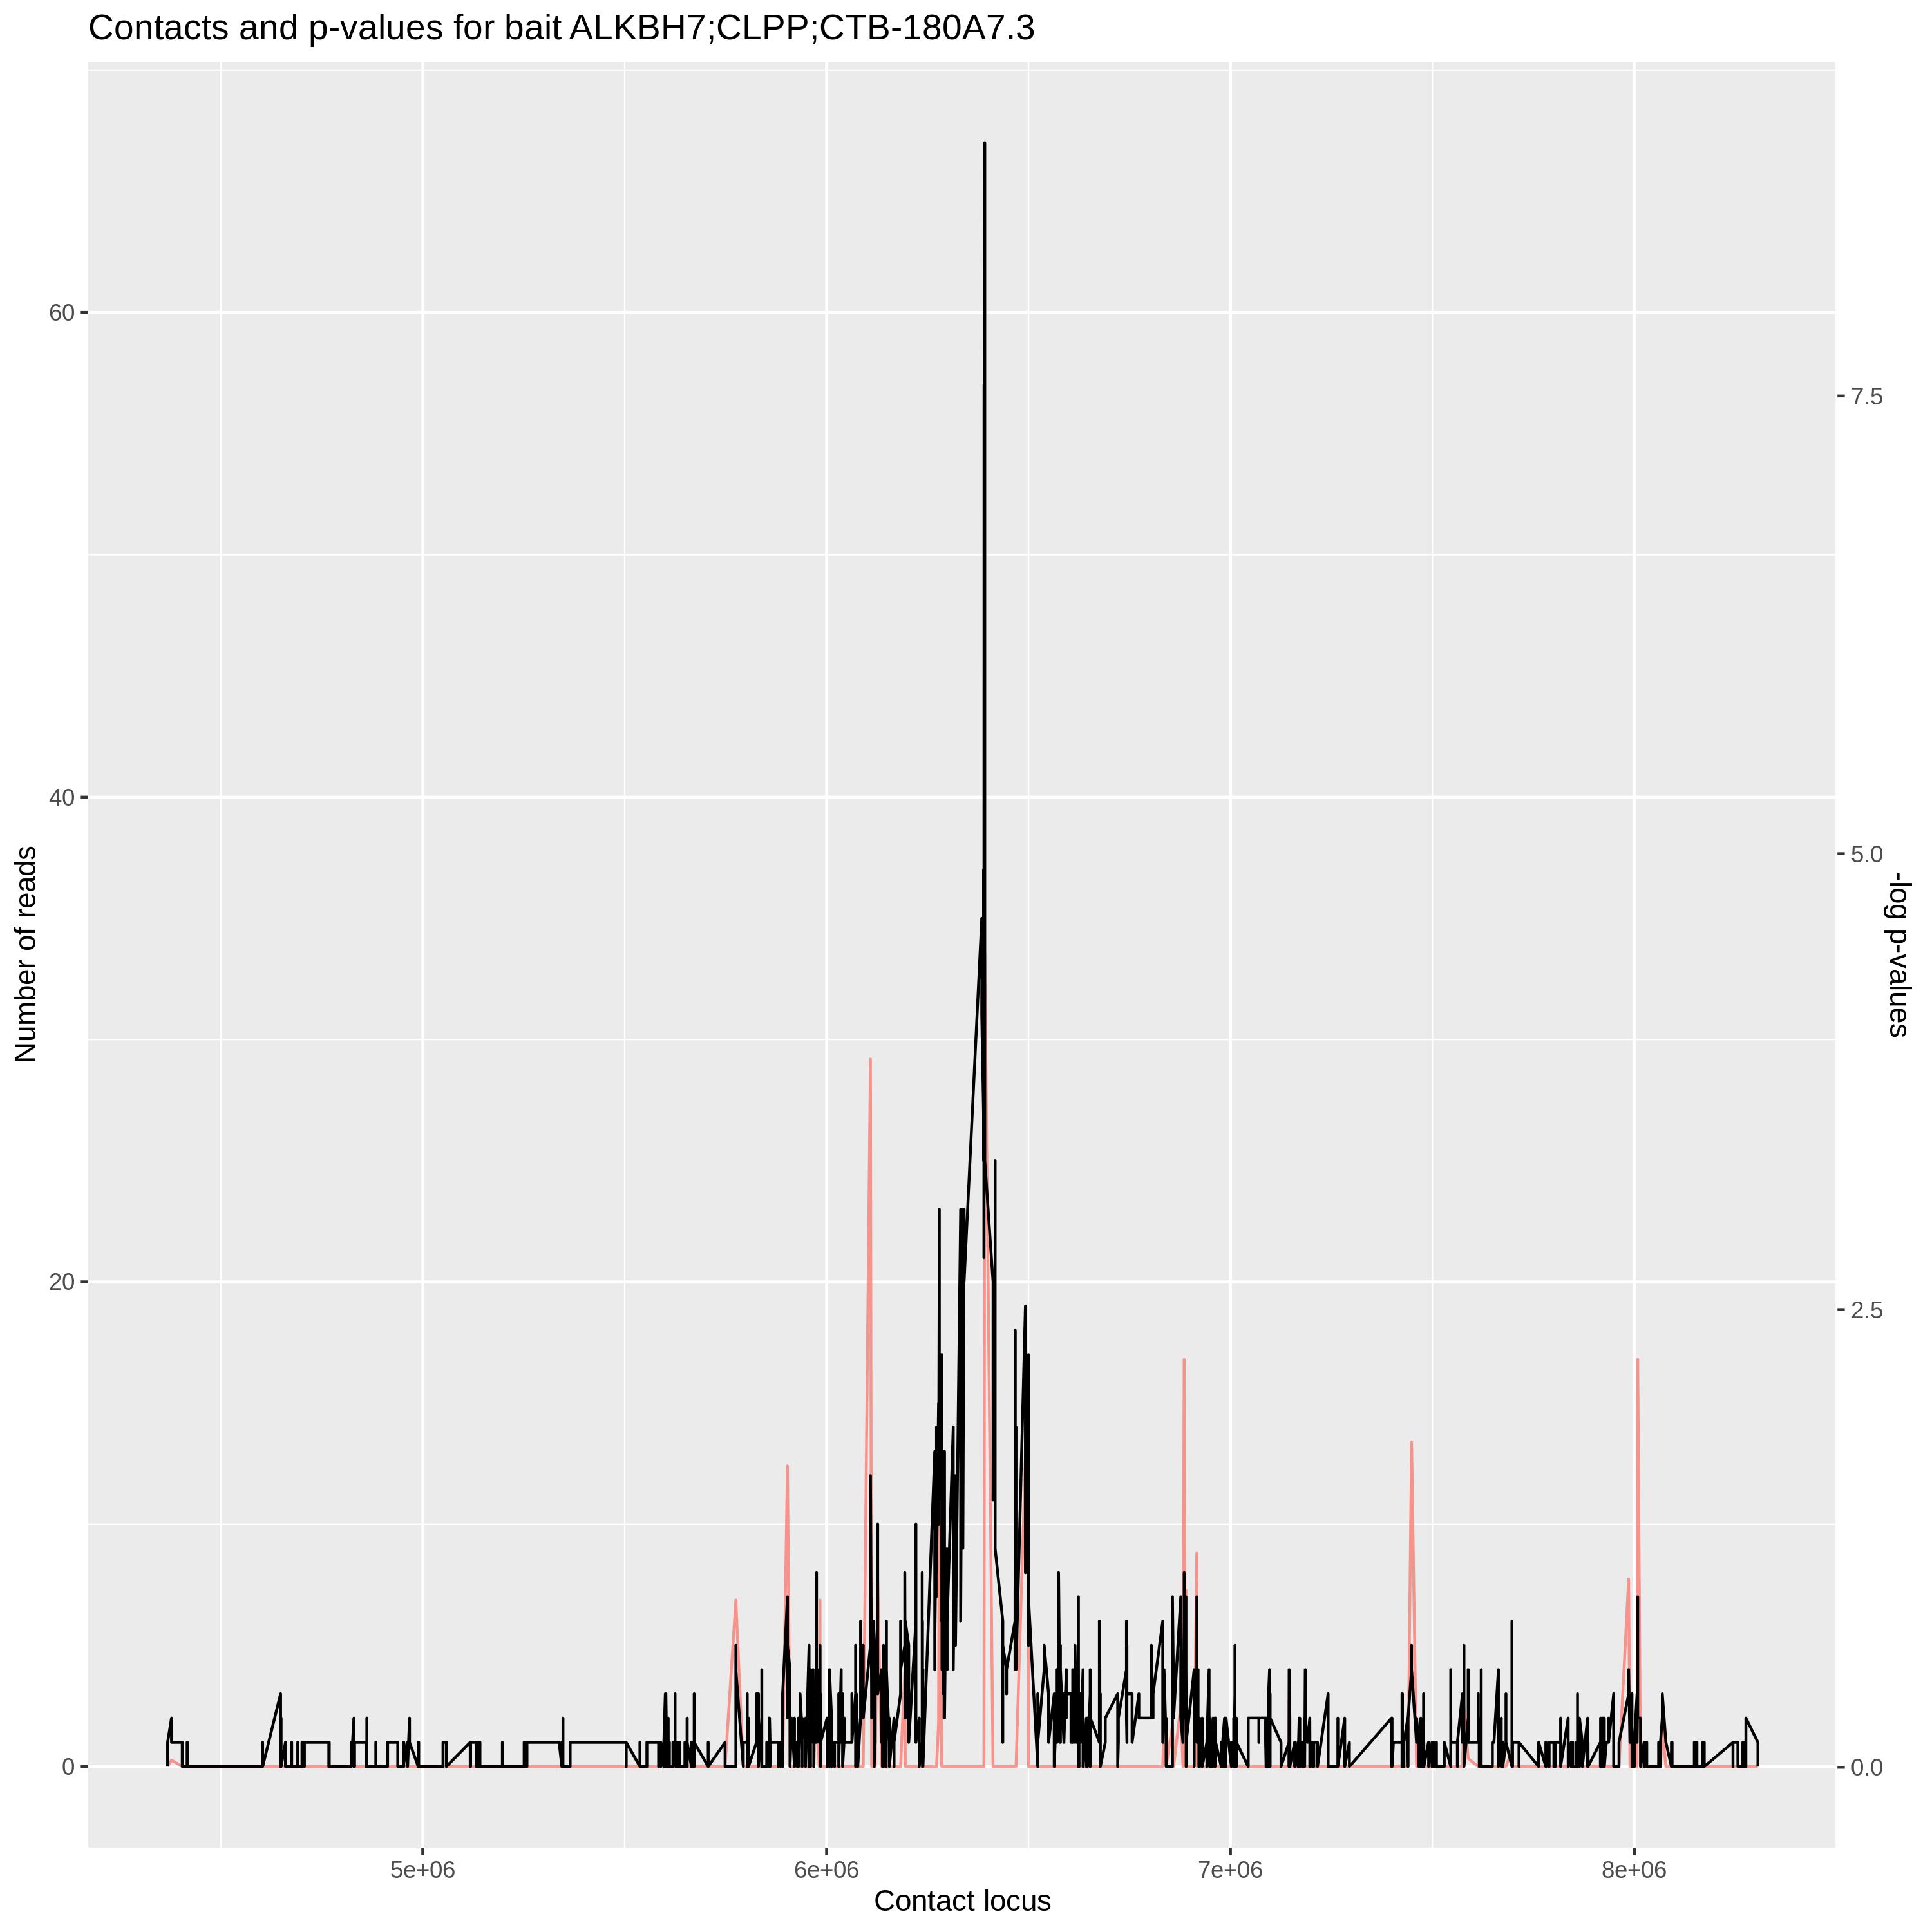 Contacts and p-values for bait ALKBH7;CLPP;CTB-180A7.3
Number of reads
60
40
20
0
7.5
5.0
2.5
0.0
-log p-values
5e+06 6e+06 7e+06 8e+06
Contact locus